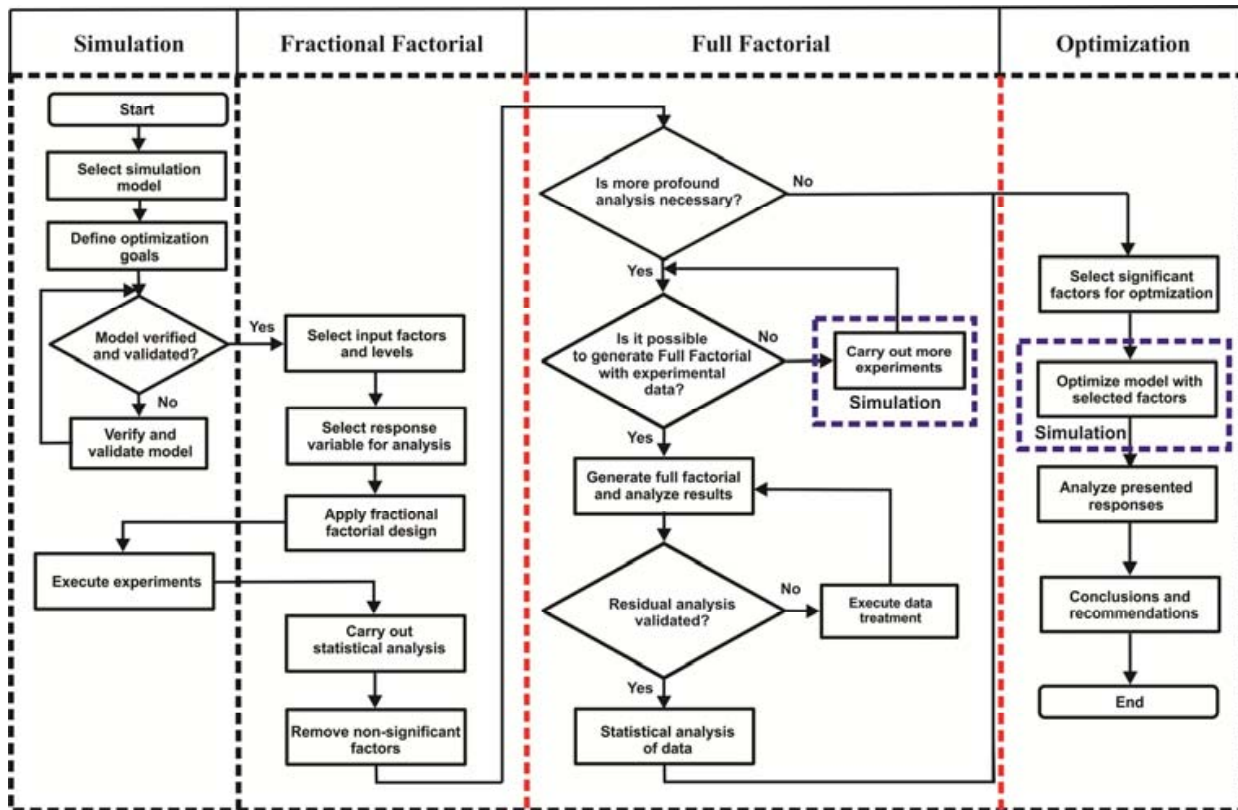 Simulation
Fractional Factorial
Full Factorial
Optimization
Start
Select simulation
model
Define optimization
goals
Model verified
and validated?
Yes
No
Verify and
validate model
Execute experiments
Select input factors
and levels
Select response
variable for analysis
Apply fractional
factorial design
Carry out
statistical analysis
Remove non-significant
factors
Is more profound
analysis necessary?
No
Yes
Is it possible
to generate Full Factorial
with experimental
data?
No
Carry out more
experiments
Simulation
Yes
Generate full factorial
and analyze results
Residual analysis
validated?
No
Execute data
treatment
Yes
Statistical analysis
of data
Select significant
factors for optmization
Optimize model with
selected factors
Simulation
Analyze presented
responses
Conclusions and
recommendations
End